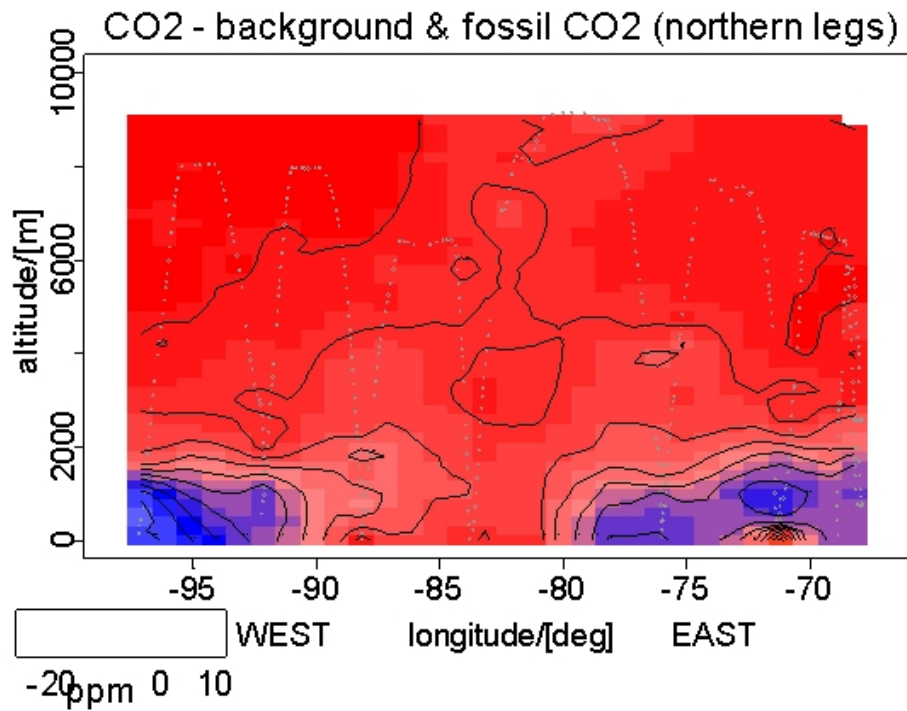 CO2 - background & fossil CO2 (northern legs)
10000
6000
2000
0
altitude/[m]
-95 -90 -85 -80 -75 -70
WEST longitude/[deg] EAST
-20 ppm 0 10